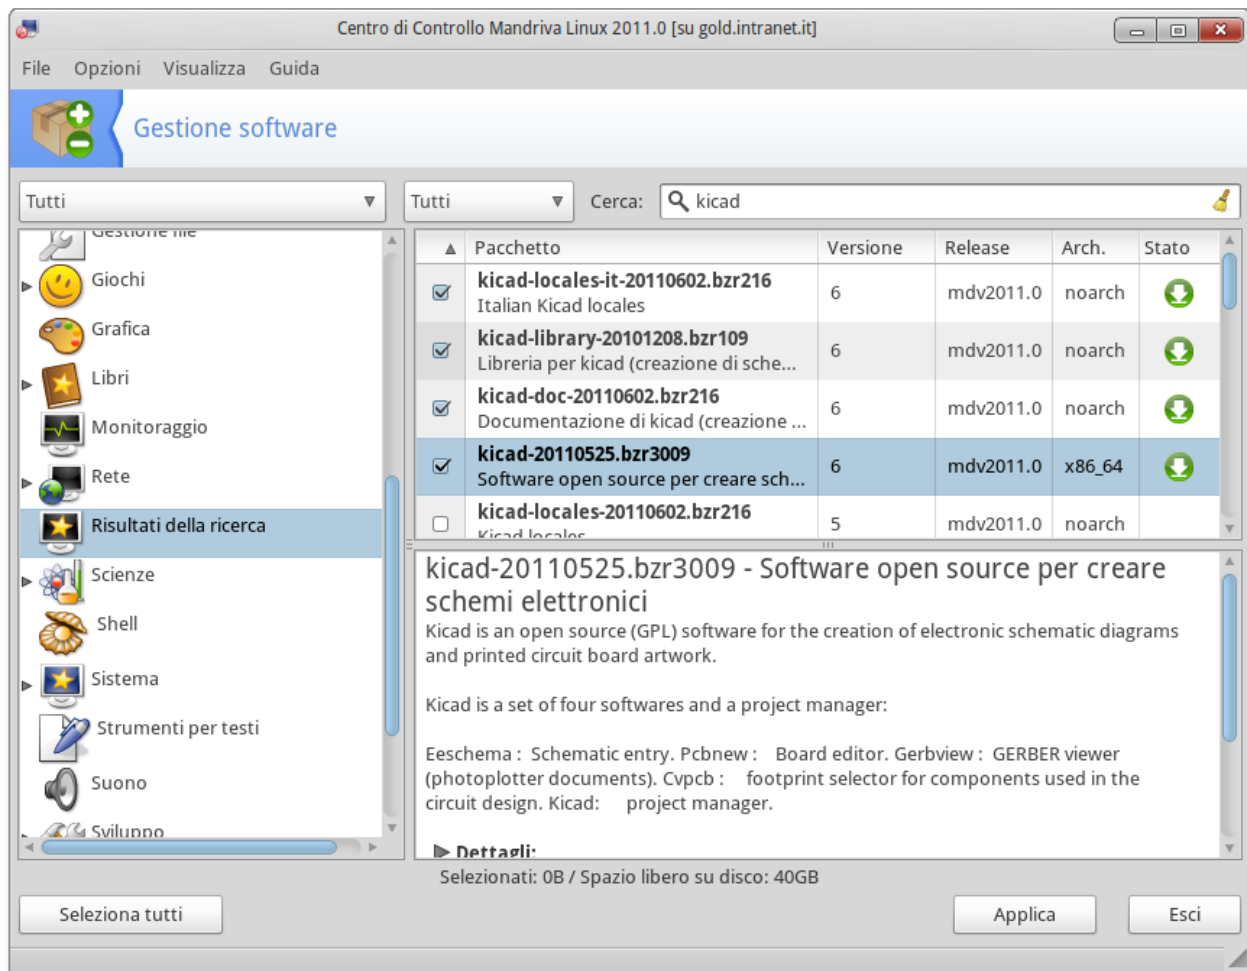 Centro di Controllo Mandriva Linux 2011.0 [su gold.intranet.it]
File Opzioni Visualizza Guida
Gestione software
Tutti Tutti Cerca: kicad
Gestione file
Giochi
Grafica
Libri
Monitoraggio
Rete
Risultati della ricerca
Scienze
Shell
Sistema
Strumenti per testi
Suono
Sviluppo
Pacchetto Versione Release Arch. Stato
kicad-locales-it-20110602.bzr216
Italian Kicad locales 6 mdv2011.0 noarch
kicad-library-20101208.bzr109
Libreria per kicad (creazione di sche... 6 mdv2011.0 noarch
kicad-doc-20110602.bzr216
Documentazione di kicad (creazione ... 6 mdv2011.0 noarch
kicad-20110525.bzr3009
Software open source per creare sch... 6 mdv2011.0 x86_64
kicad-locales-20110602.bzr216
Kicad locales 5 mdv2011.0 noarch
kicad-20110525.bzr3009 - Software open source per creare
schemi elettronici
Kicad is an open source (GPL) software for the creation of electronic schematic diagrams
and printed circuit board artwork.
Kicad is a set of four softwares and a project manager:
Eeschema : Schematic entry. Pcbnew : Board editor. Gerbview : GERBER viewer
(photoplotter documents). Cvpcb : footprint selector for components used in the
circuit design. Kicad: project manager.
Dettagli:
Selezionati: 0B / Spazio libero su disco: 40GB
Seleziona tutti Applica Esci